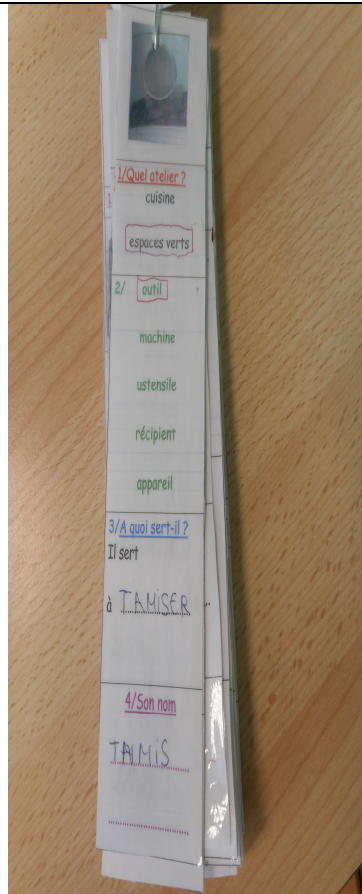 1/Quel atelier ?
cuisine
espaces verts
2/ outil
machine
ustensile
récipient
appareil
3/A quoi sert-il ?
Il sert
à TAMiSER
4/Son nom
TAMiS